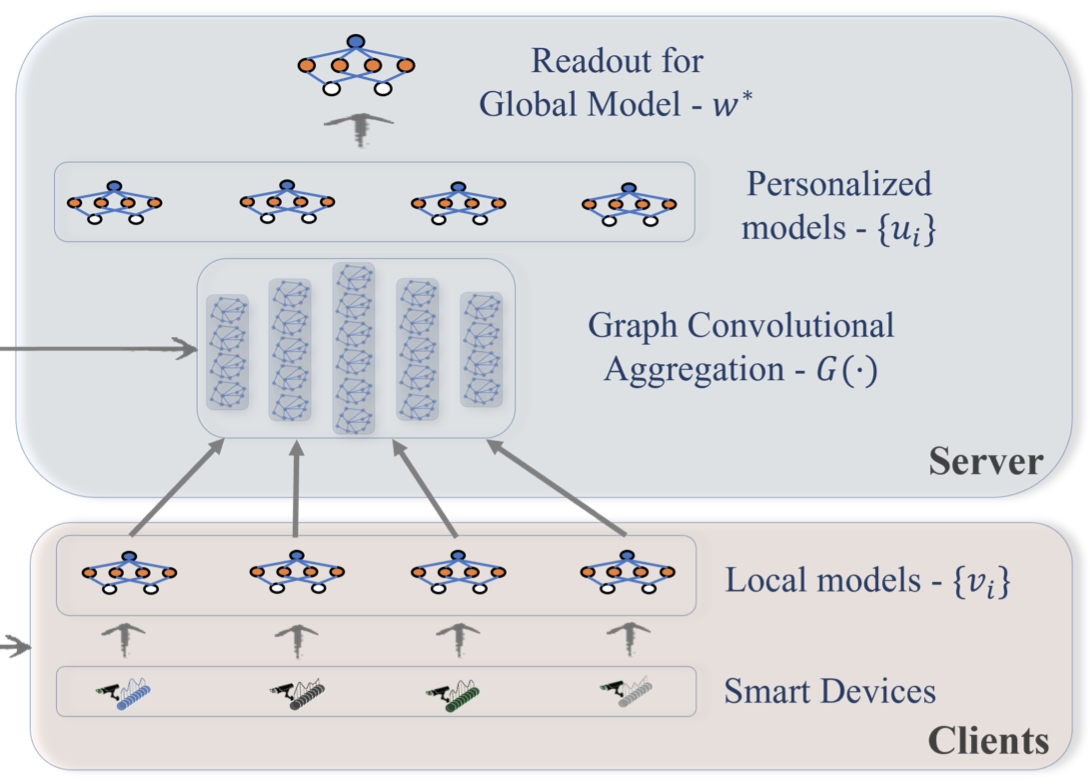 Readout for
Global Model - w*
Personalized
models - {uᵢ}
Graph Convolutional
Aggregation - G(·)
Server
Local models - {vᵢ}
Smart Devices
Clients